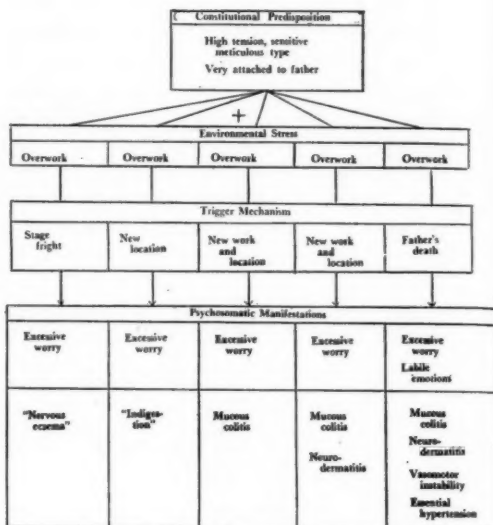 Constitutional Predisposition
High tension, sensitive
meticulous type
Very attached to father
+
Environmental Stress
Overwork Overwork Overwork Overwork Overwork
Trigger Mechanism
Stage New New work New work Father's
fright location and and death
location location
Psychosomatic Manifestations
Excessive Excessive Excessive Excessive Excessive
worry worry worry worry worry
Labile
emotions
"Nervous "Indiges- Mucous Mucous Mucous
eczema" tion" colitis colitis colitis
Neuro- Neuro-
dermatitis dermatitis
Vasomotor
instability
Essential
hypertension